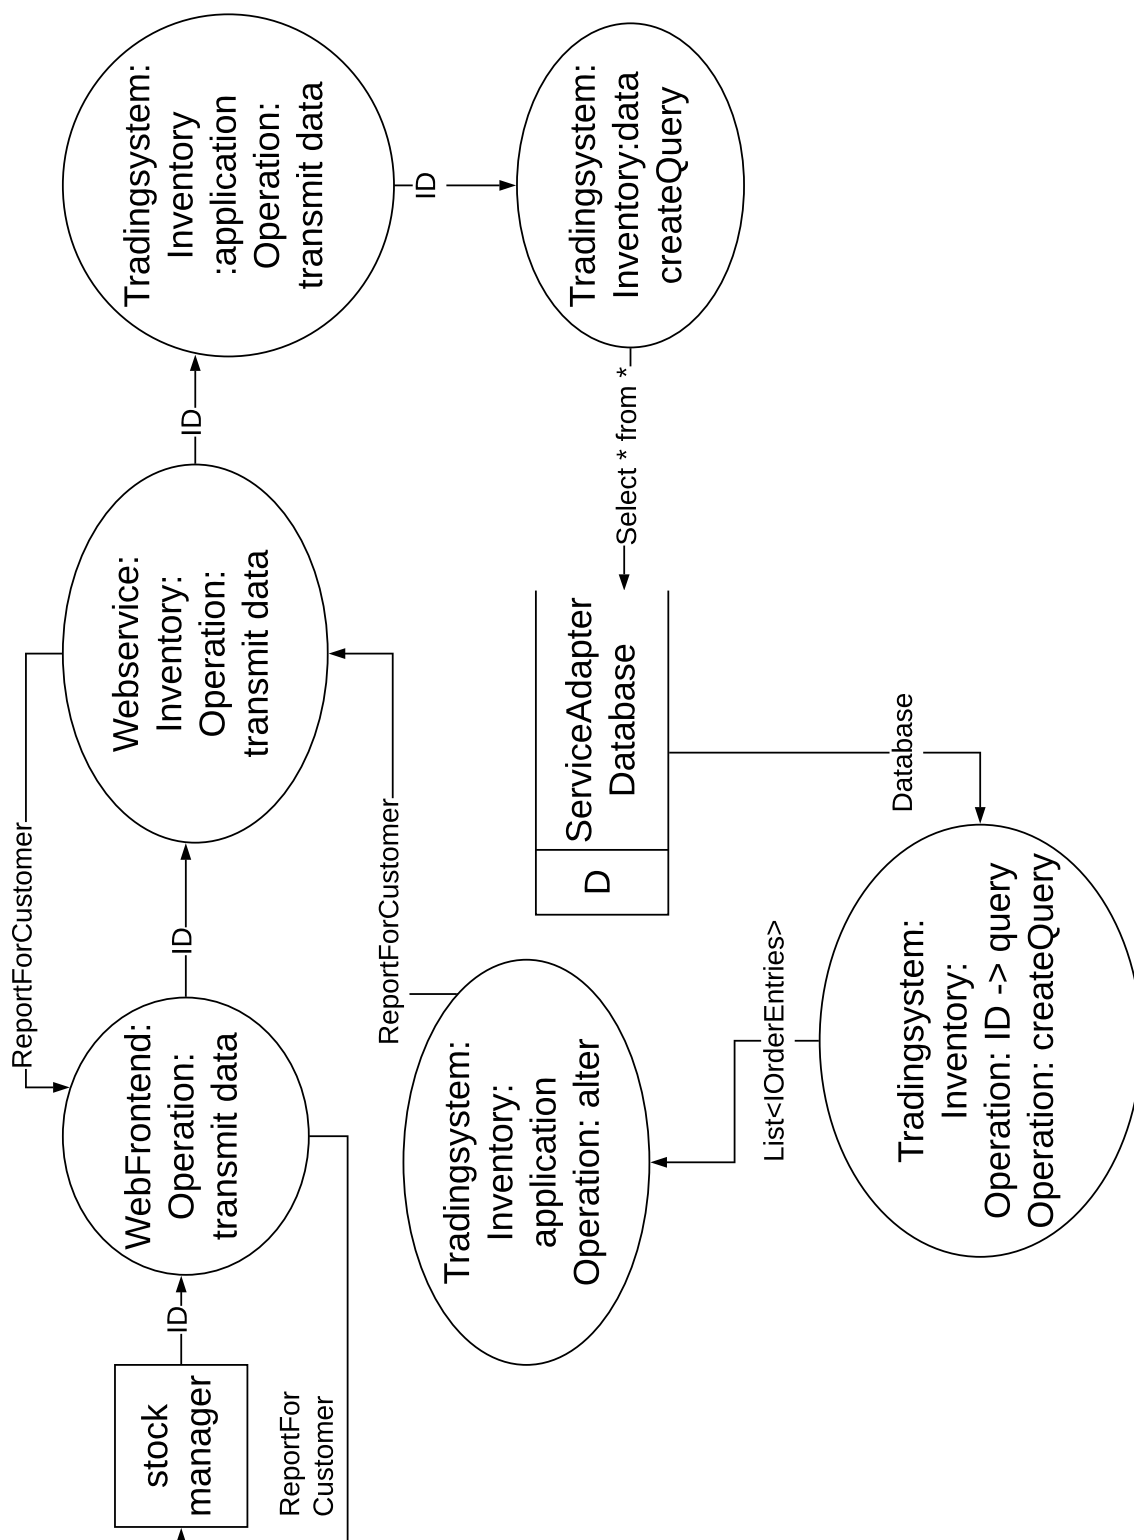 stock
manager
ID
WebFrontend:
Operation:
transmit data
ID
Webservice:
Inventory:
Operation:
transmit data
ID
Tradingsystem:
Inventory
:application
Operation:
transmit data
ID
Tradingsystem:
Inventory:data
createQuery
Select * from *
D
ServiceAdapter
Database
Database
Tradingsystem:
Inventory:
Operation: ID -> query
Operation: createQuery
List<IOrderEntries>
Tradingsystem:
Inventory:
application
Operation: alter
ReportForCustomer
ReportForCustomer
ReportFor
Customer